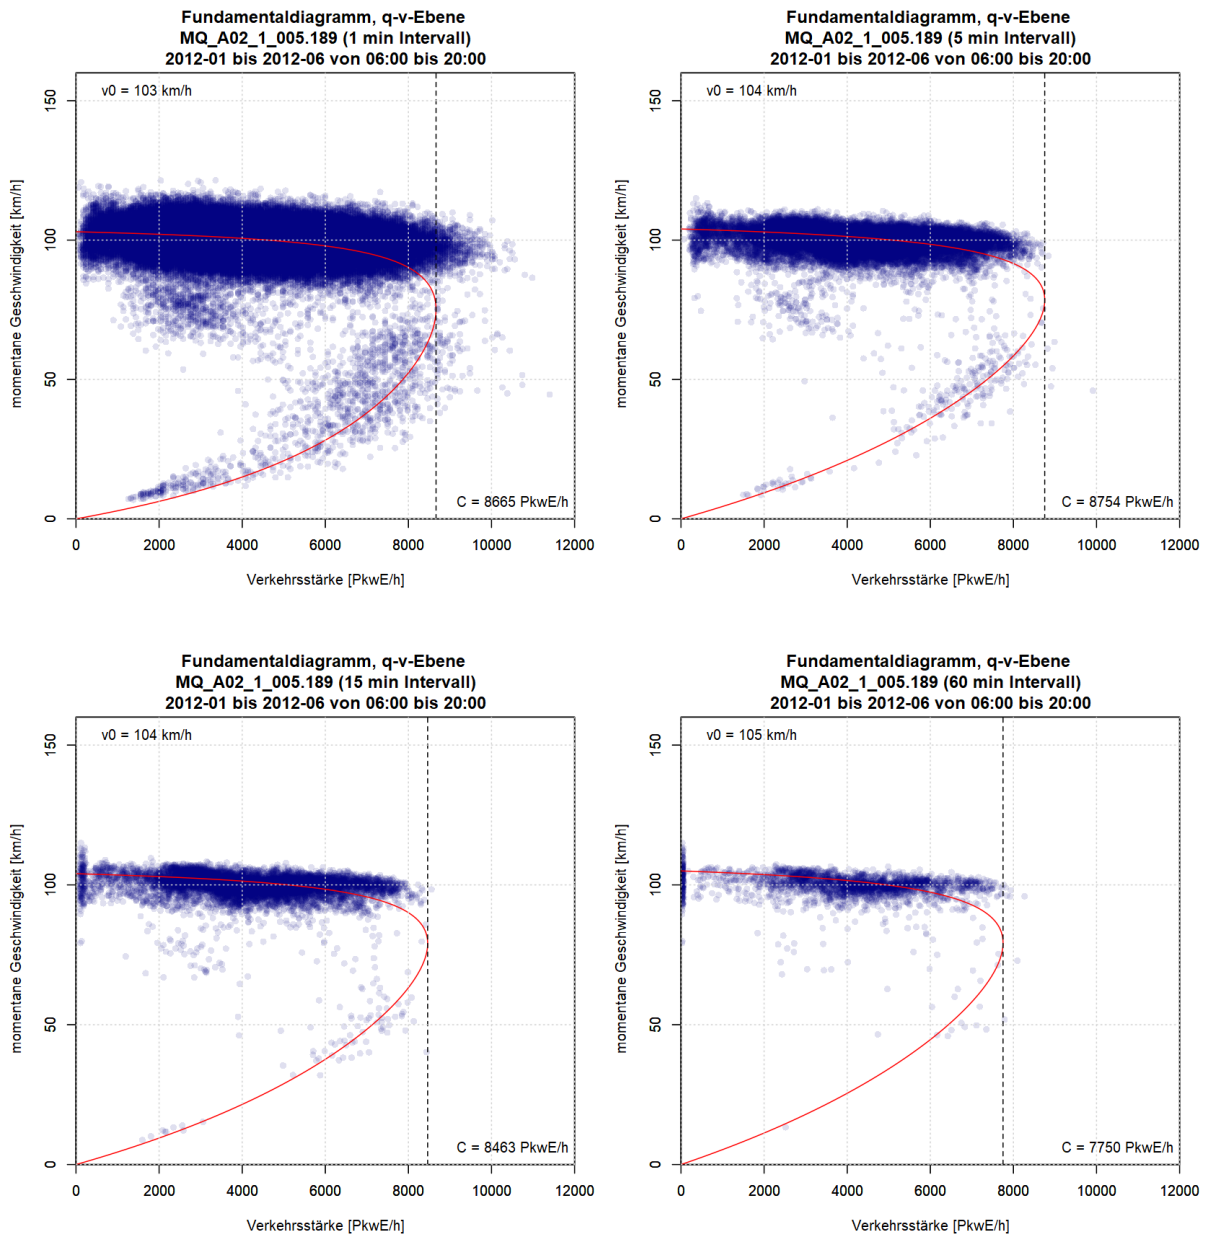 Fundamentaldiagramm, q-v-Ebene
MQ_A02_1_005.189 (1 min Intervall)
2012-01 bis 2012-06 von 06:00 bis 20:00
v0 = 103 km/h
150
100
50
0
momentane Geschwindigkeit [km/h]
C = 8665 PkwE/h
0 2000 4000 6000 8000 10000 12000
Verkehrsstärke [PkwE/h]
Fundamentaldiagramm, q-v-Ebene
MQ_A02_1_005.189 (5 min Intervall)
2012-01 bis 2012-06 von 06:00 bis 20:00
v0 = 104 km/h
150
100
50
0
momentane Geschwindigkeit [km/h]
C = 8754 PkwE/h
0 2000 4000 6000 8000 10000 12000
Verkehrsstärke [PkwE/h]
Fundamentaldiagramm, q-v-Ebene
MQ_A02_1_005.189 (15 min Intervall)
2012-01 bis 2012-06 von 06:00 bis 20:00
v0 = 104 km/h
150
100
50
0
momentane Geschwindigkeit [km/h]
C = 8463 PkwE/h
0 2000 4000 6000 8000 10000 12000
Verkehrsstärke [PkwE/h]
Fundamentaldiagramm, q-v-Ebene
MQ_A02_1_005.189 (60 min Intervall)
2012-01 bis 2012-06 von 06:00 bis 20:00
v0 = 105 km/h
150
100
50
0
momentane Geschwindigkeit [km/h]
C = 7750 PkwE/h
0 2000 4000 6000 8000 10000 12000
Verkehrsstärke [PkwE/h]